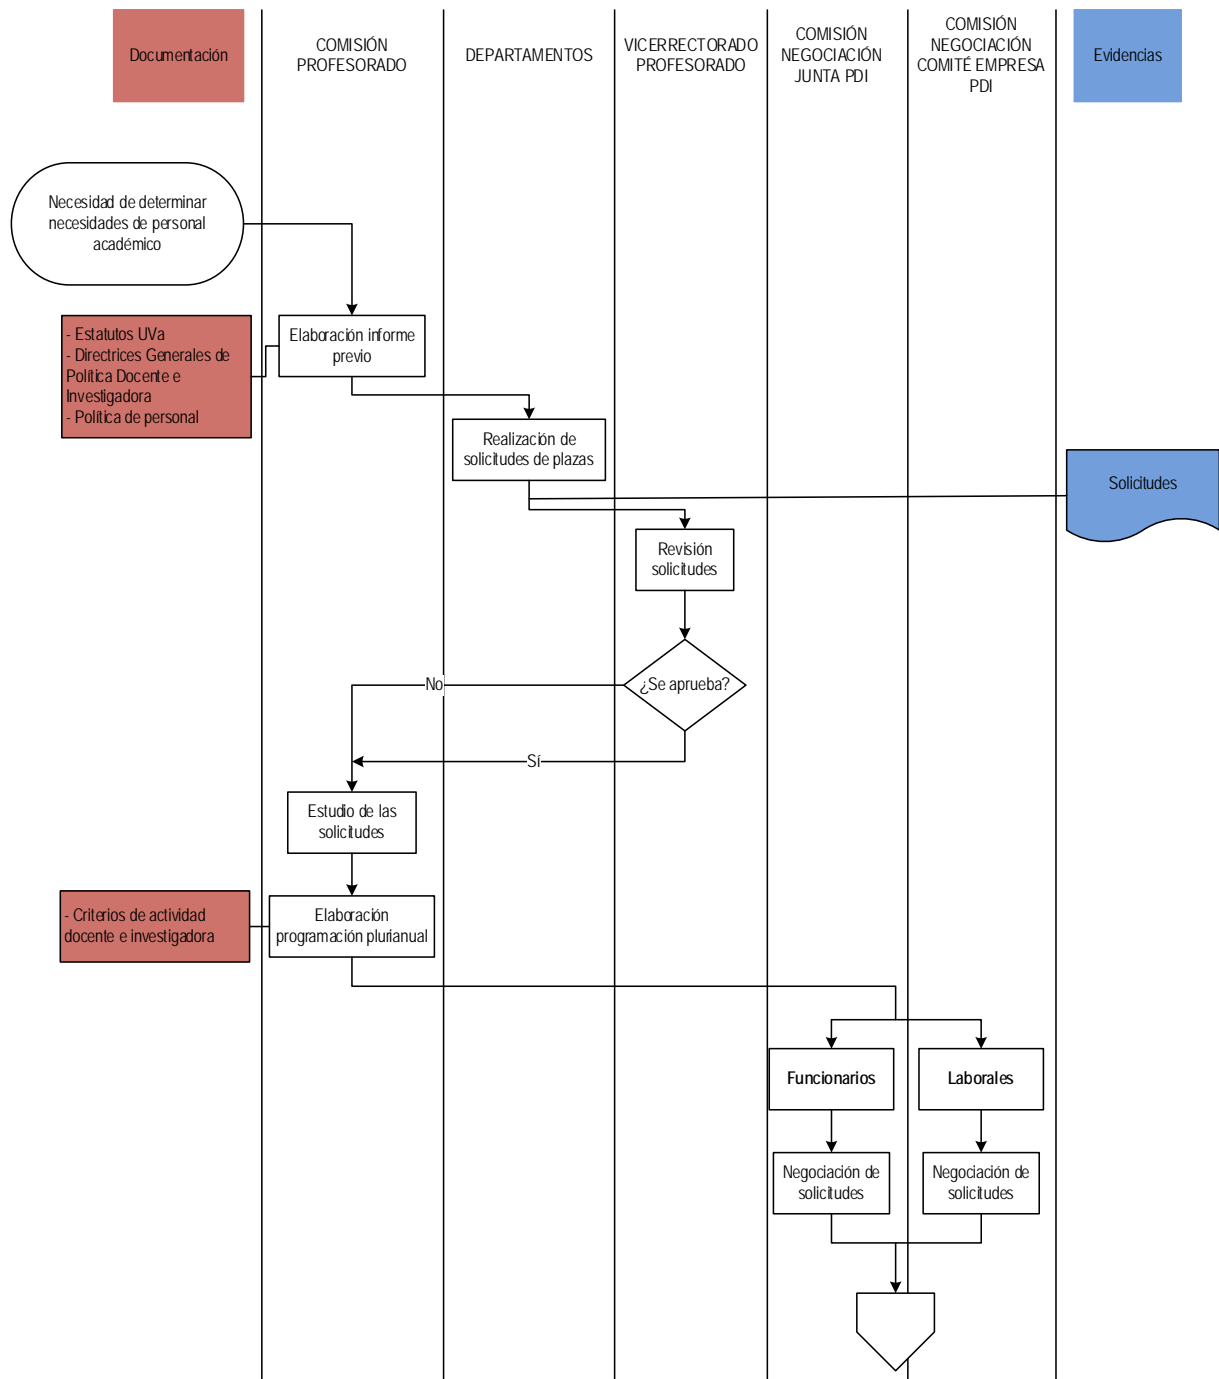 Documentación
COMISIÓN
PROFESORADO
DEPARTAMENTOS
VICERRECTORADO
PROFESORADO
COMISIÓN
NEGOCIACIÓN
JUNTA PDI
COMISIÓN
NEGOCIACIÓN
COMITÉ EMPRESA
PDI
Evidencias
Necesidad de determinar
necesidades de personal
académico
- Estatutos UVa
- Directrices Generales de
Política Docente e
Investigadora
- Política de personal
Elaboración informe
previo
Realización de
solicitudes de plazas
Solicitudes
Revisión
solicitudes
¿Se aprueba?
No
Sí
Estudio de las
solicitudes
- Criterios de actividad
docente e investigadora
Elaboración
programación plurianual
Funcionarios
Laborales
Negociación de
solicitudes
Negociación de
solicitudes